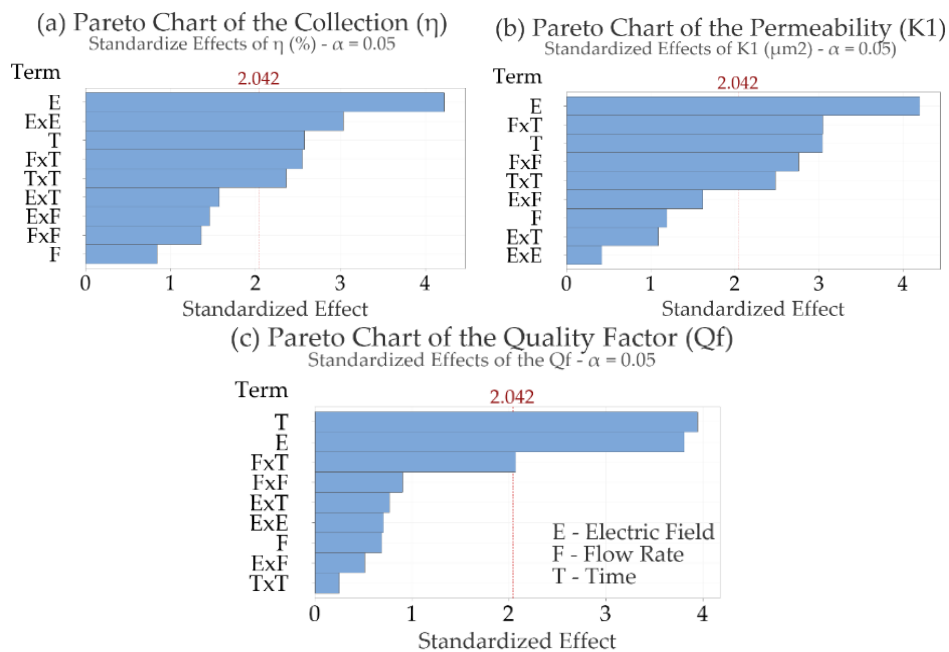 (a) Pareto Chart of the Collection (η)
Standardize Effects of η (%) - α = 0.05
Term
2.042
E
ExE
T
FxT
TxT
ExT
ExF
FxF
F
0 1 2 3 4
Standardized Effect
(b) Pareto Chart of the Permeability (K1)
Standardized Effects of K1 (μm2) - α = 0.05)
Term
2.042
E
FxT
T
FxF
TxT
ExF
F
ExT
ExE
0 1 2 3 4
Standardized Effect
(c) Pareto Chart of the Quality Factor (Qf)
Standardized Effects of the Qf - α = 0.05
Term
2.042
T
E
FxT
FxF
ExT
ExE
F
ExF
TxT
E - Electric Field
F - Flow Rate
T - Time
0 1 2 3 4
Standardized Effect